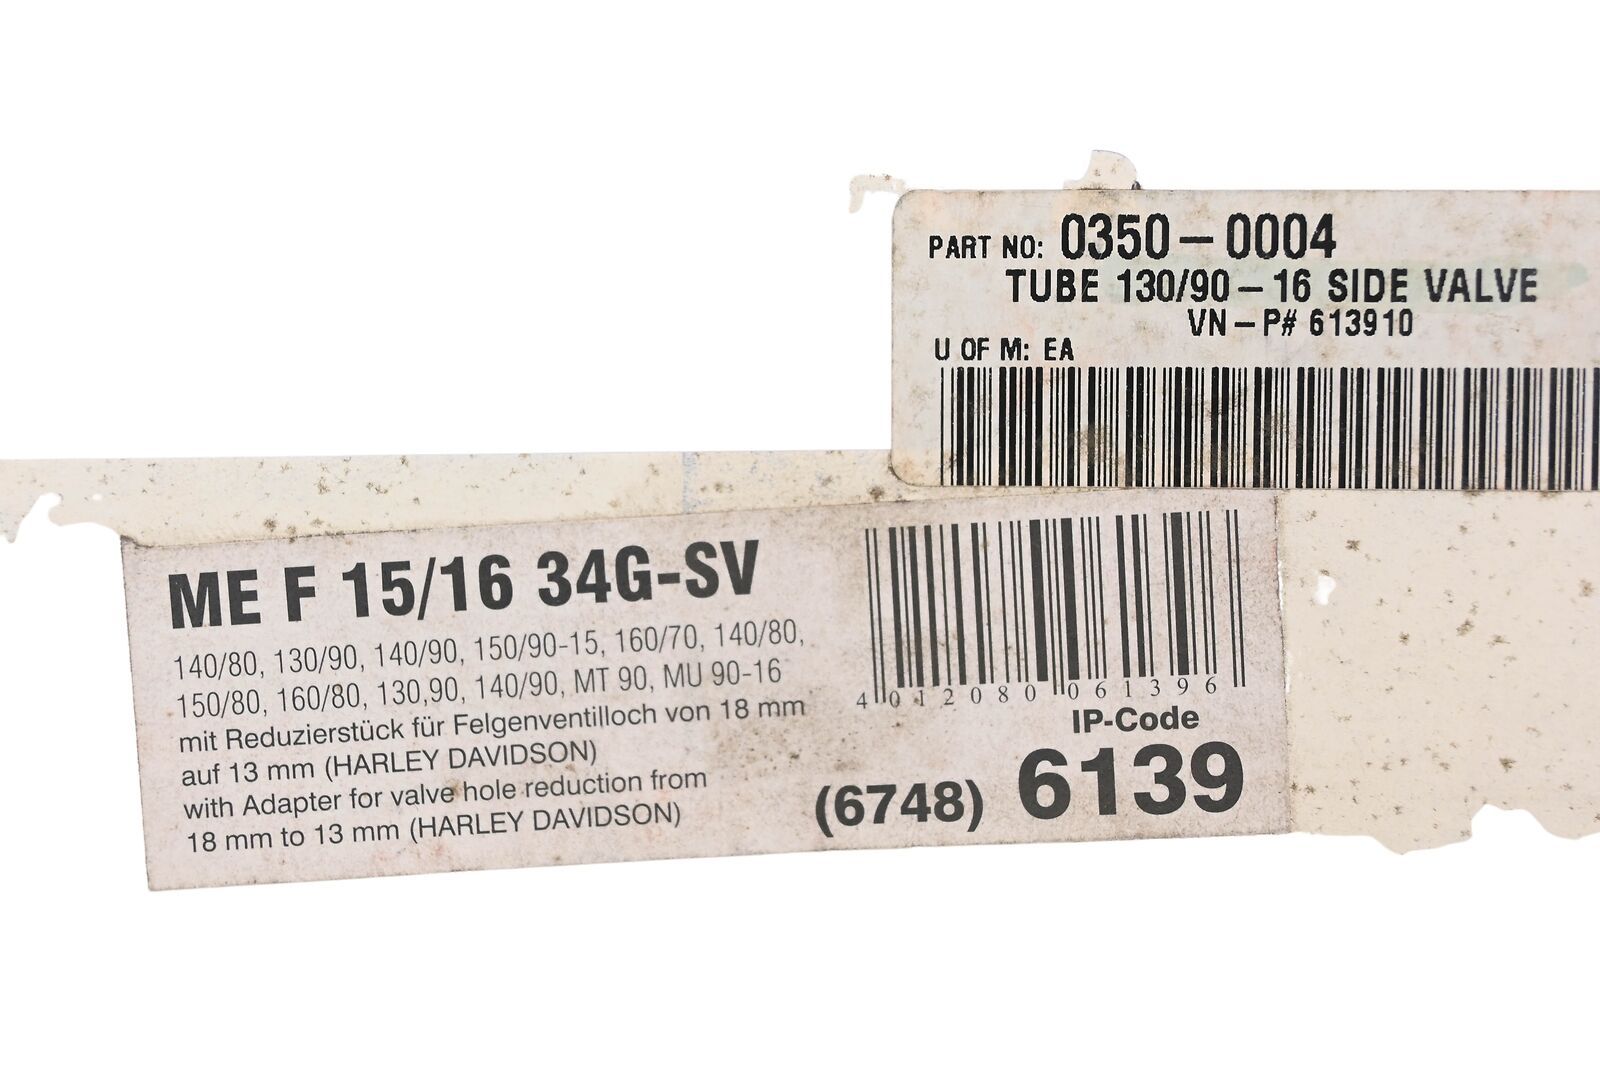 PART NO: 0350-0004
TUBE 130/90-16 SIDE VALVE
VN-P# 613910
U OF M: EA
ME F 15/16 34G-SV
140/80, 130/90, 140/90, 150/90-15, 160/70, 140/80,
150/80, 160/80, 130,90, 140/90, MT 90, MU 90-16
mit Reduzierstück für Felgenventilloch von 18 mm
auf 13 mm (HARLEY DAVIDSON)
with Adapter for valve hole reduction from
18 mm to 13 mm (HARLEY DAVIDSON)
4 012080 061396
IP-Code
(6748) 6139